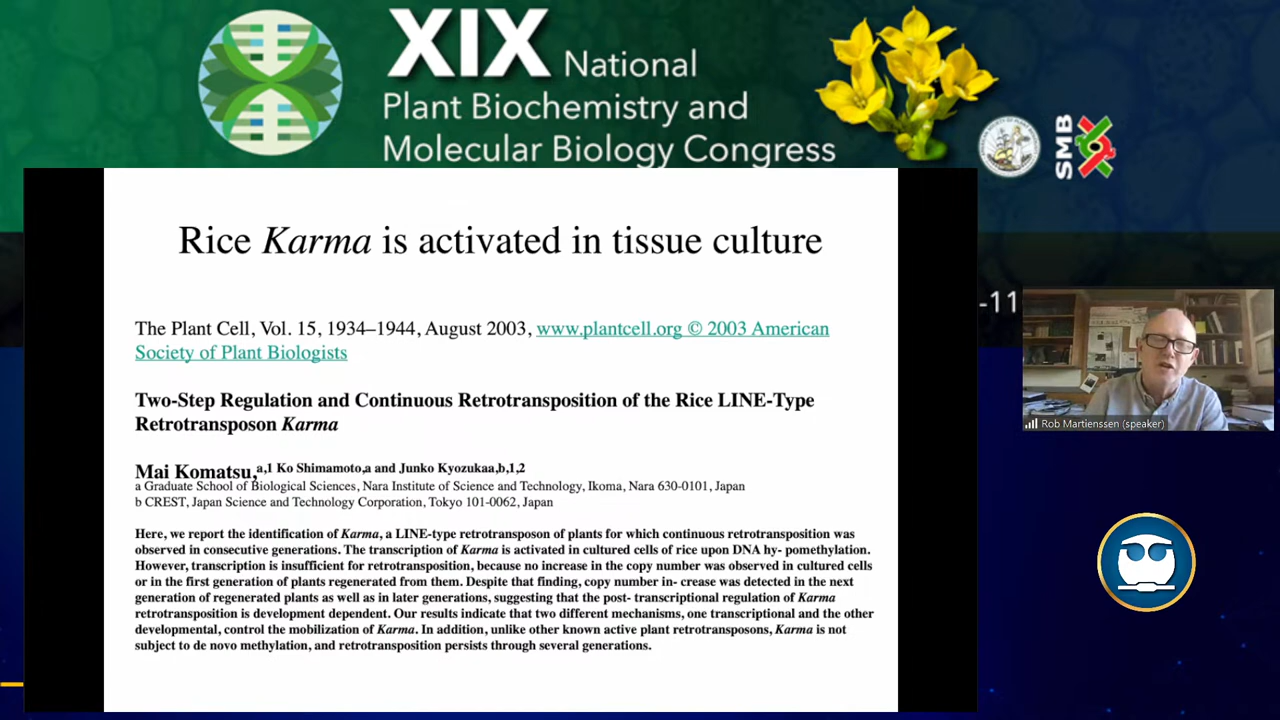 XIX National
Plant Biochemistry and
Molecular Biology Congress
SMB
Rice Karma is activated in tissue culture
The Plant Cell, Vol. 15, 1934–1944, August 2003, www.plantcell.org © 2003 American
Society of Plant Biologists
Two-Step Regulation and Continuous Retrotransposition of the Rice LINE-Type
Retrotransposon Karma
Mai Komatsu,a,1 Ko Shimamoto,a and Junko Kyozukaa,b,1,2
a Graduate School of Biological Sciences, Nara Institute of Science and Technology, Ikoma, Nara 630-0101, Japan
b CREST, Japan Science and Technology Corporation, Tokyo 101-0062, Japan
Here, we report the identification of Karma, a LINE-type retrotransposon of plants for which continuous retrotransposition was
observed in consecutive generations. The transcription of Karma is activated in cultured cells of rice upon DNA hy- pomethylation.
However, transcription is insufficient for retrotransposition, because no increase in the copy number was observed in cultured cells
or in the first generation of plants regenerated from them. Despite that finding, copy number in- crease was detected in the next
generation of regenerated plants as well as in later generations, suggesting that the post- transcriptional regulation of Karma
retrotransposition is development dependent. Our results indicate that two different mechanisms, one transcriptional and the other
developmental, control the mobilization of Karma. In addition, unlike other known active plant retrotransposons, Karma is not
subject to de novo methylation, and retrotransposition persists through several generations.
-11
Rob Martienssen (speaker)